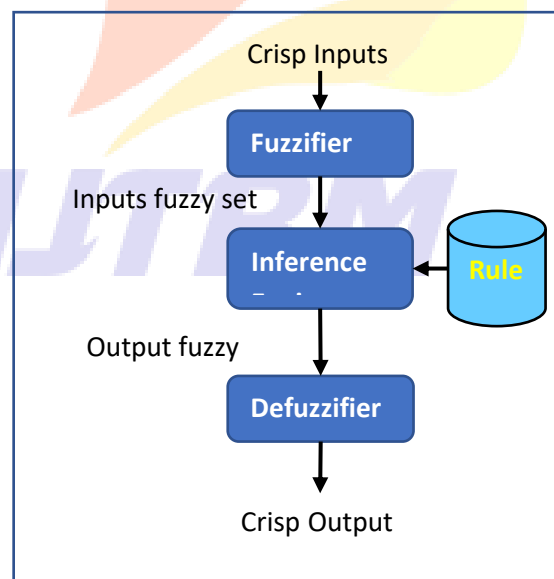 Crisp Inputs
Fuzzifier
Inputs fuzzy set
Inference
Rule
Output fuzzy
Defuzzifier
Crisp Output